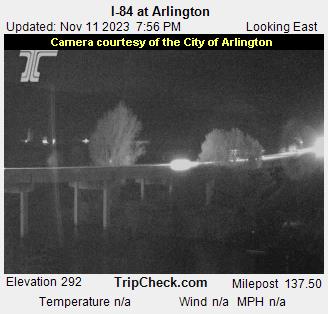 I-84 at Arlington
Updated: Nov 11 2023 7:56 PM Looking East
Camera courtesy of the City of Arlington
Elevation 292 TripCheck.com Milepost 137.50
Temperature n/a Wind n/a MPH n/a